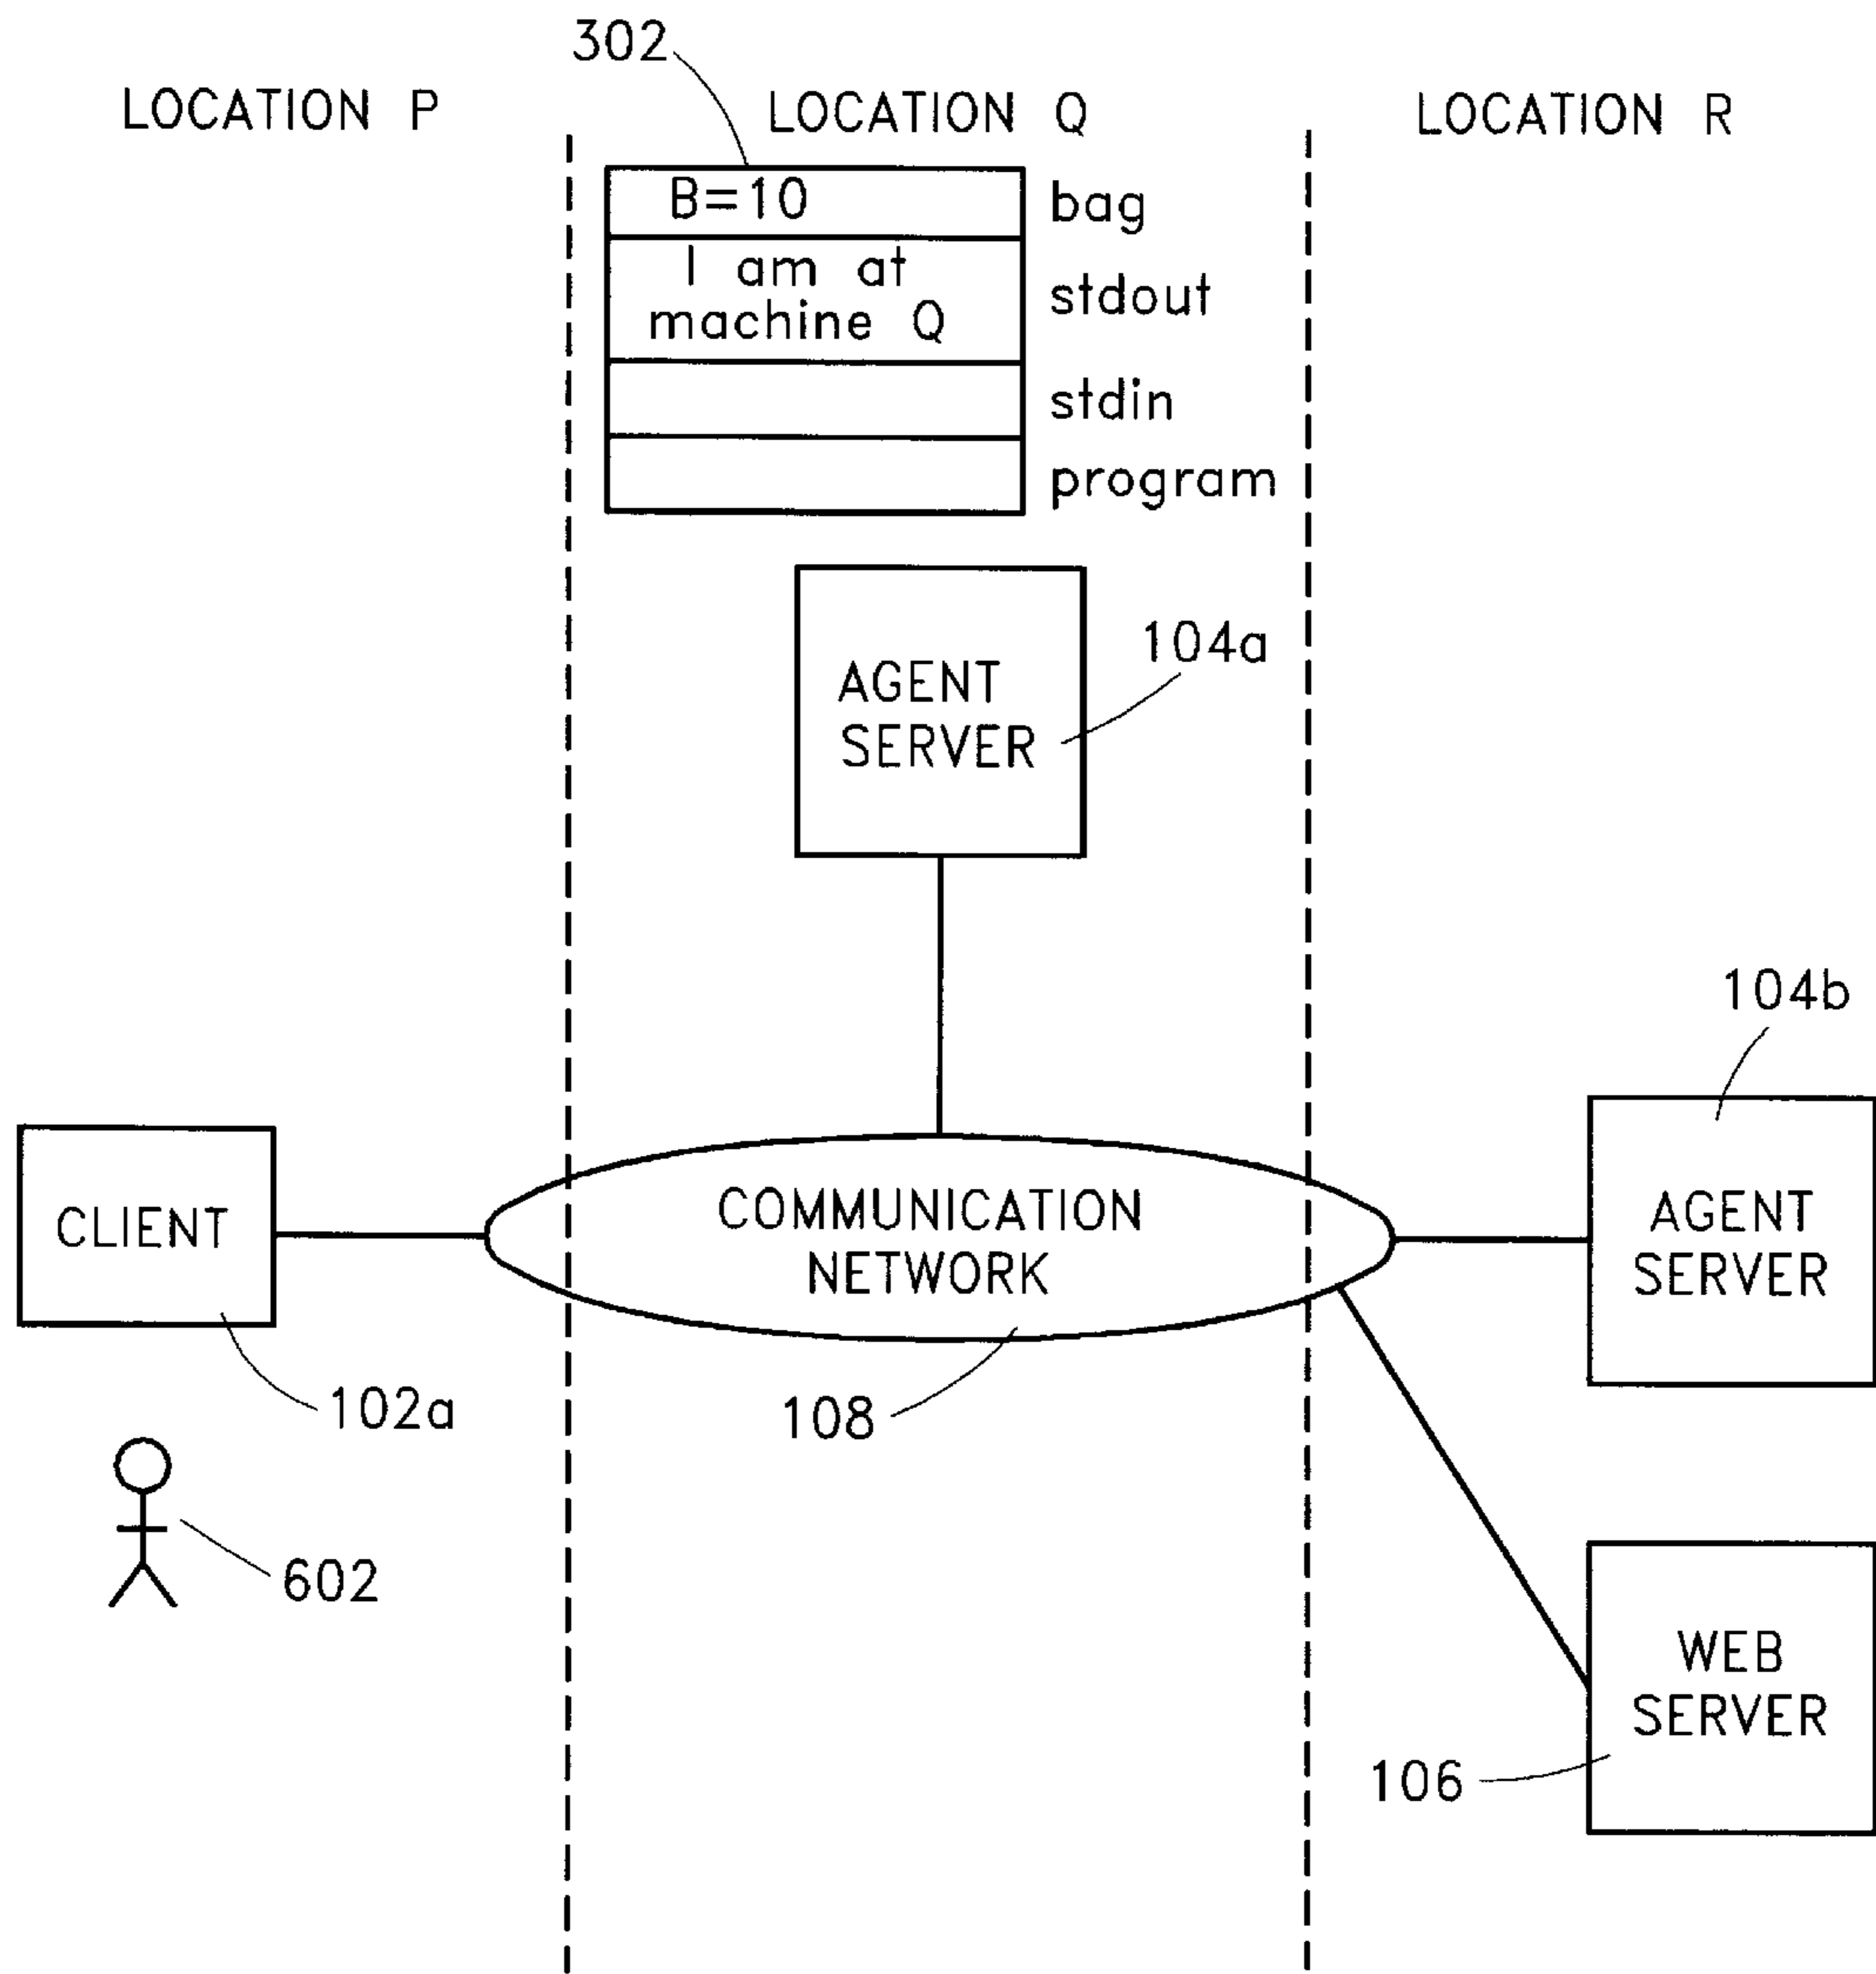 302
LOCATION P
LOCATION Q
LOCATION R
B=10
bag
I am at
machine Q
stdout
stdin
program
104a
AGENT
SERVER
104b
CLIENT
COMMUNICATION
NETWORK
AGENT
SERVER
102a
108
602
WEB
SERVER
106